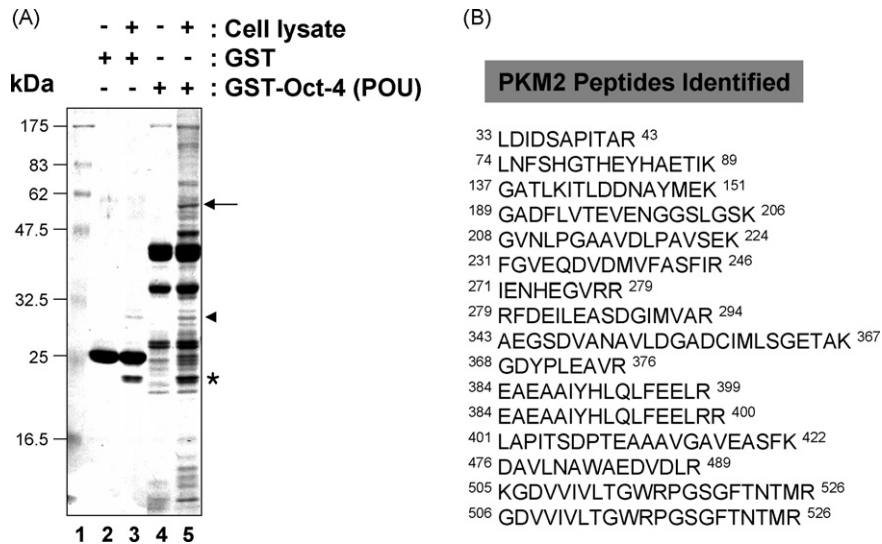 (A)
- + - + : Cell lysate
+ + - - : GST
kDa - - + + : GST-Oct-4 (POU)
175
83
62
47.5
32.5
25
16.5
*
1 2 3 4 5
(B)
PKM2 Peptides Identified
33 LDIDSAPITAR 43
74 LNFSHGTHEYHAETIK 89
137 GATLKITLDDNAYMEK 151
189 GADFLVTEVENGGSLGSK 206
208 GVNLPGAAVDLPAVSEK 224
231 FGVEQDVDMVFASFIR 246
271 IENHEGVRR 279
279 RFDEILEASDGIMVAR 294
343 AEGSDVANAVLDGADCIMLSGETAK 367
368 GDYPLEAVR 376
384 EAEAAIYHLQLFEELR 399
384 EAEAAIYHLQLFEELRR 400
401 LAPITSDPTEAAAVGAVEASFK 422
476 DAVLNAWAEDVDLR 489
505 KGDVVIVLTGWRPGSGFTNTMR 526
506 GDVVIVLTGWRPGSGFTNTMR 526